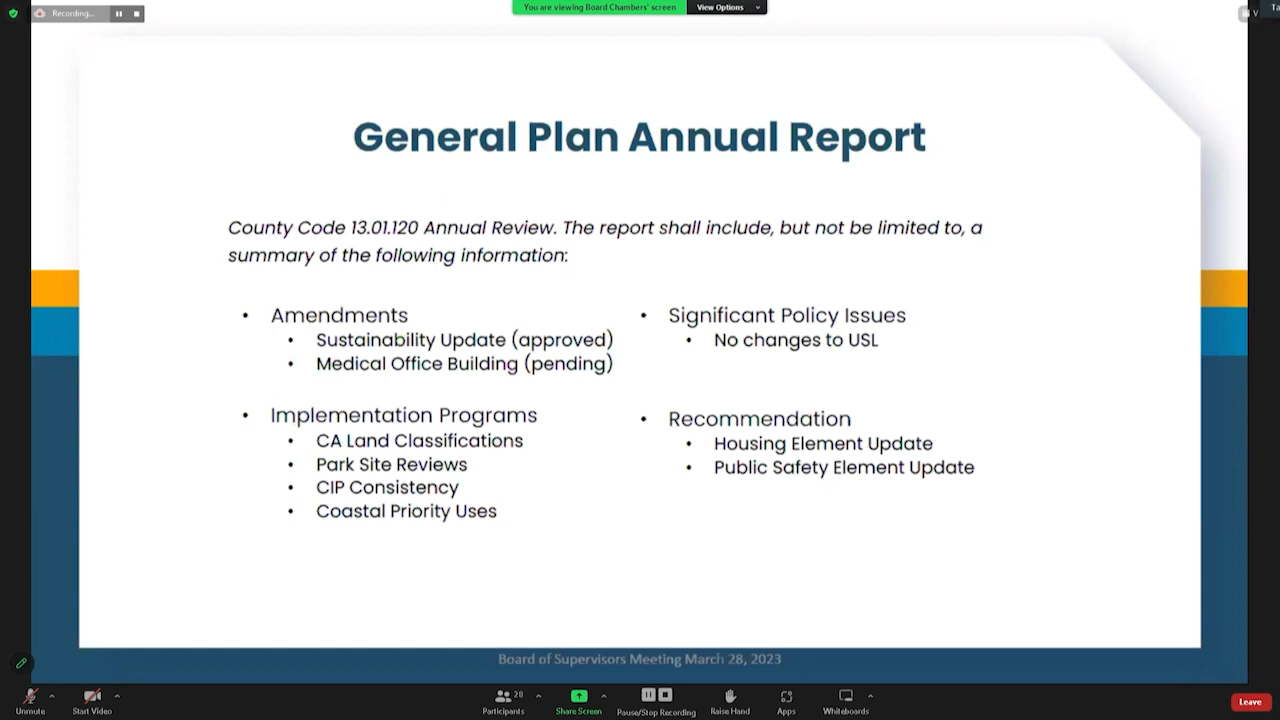 Recording...
You are viewing Board Chambers' screen
View Options
V
Ta
General Plan Annual Report
County Code 13.01.120 Annual Review. The report shall include, but not be limited to, a
summary of the following information:
• Amendments
• Sustainability Update (approved)
• Medical Office Building (pending)
• Implementation Programs
• CA Land Classifications
• Park Site Reviews
• CIP Consistency
• Coastal Priority Uses
• Significant Policy Issues
• No changes to USL
• Recommendation
• Housing Element Update
• Public Safety Element Update
Board of Supervisors Meeting March 28, 2023
Unmute
Start Video
28
Participants
Share Screen
Pause/Stop Recording
Raise Hand
Apps
Whiteboards
Leave